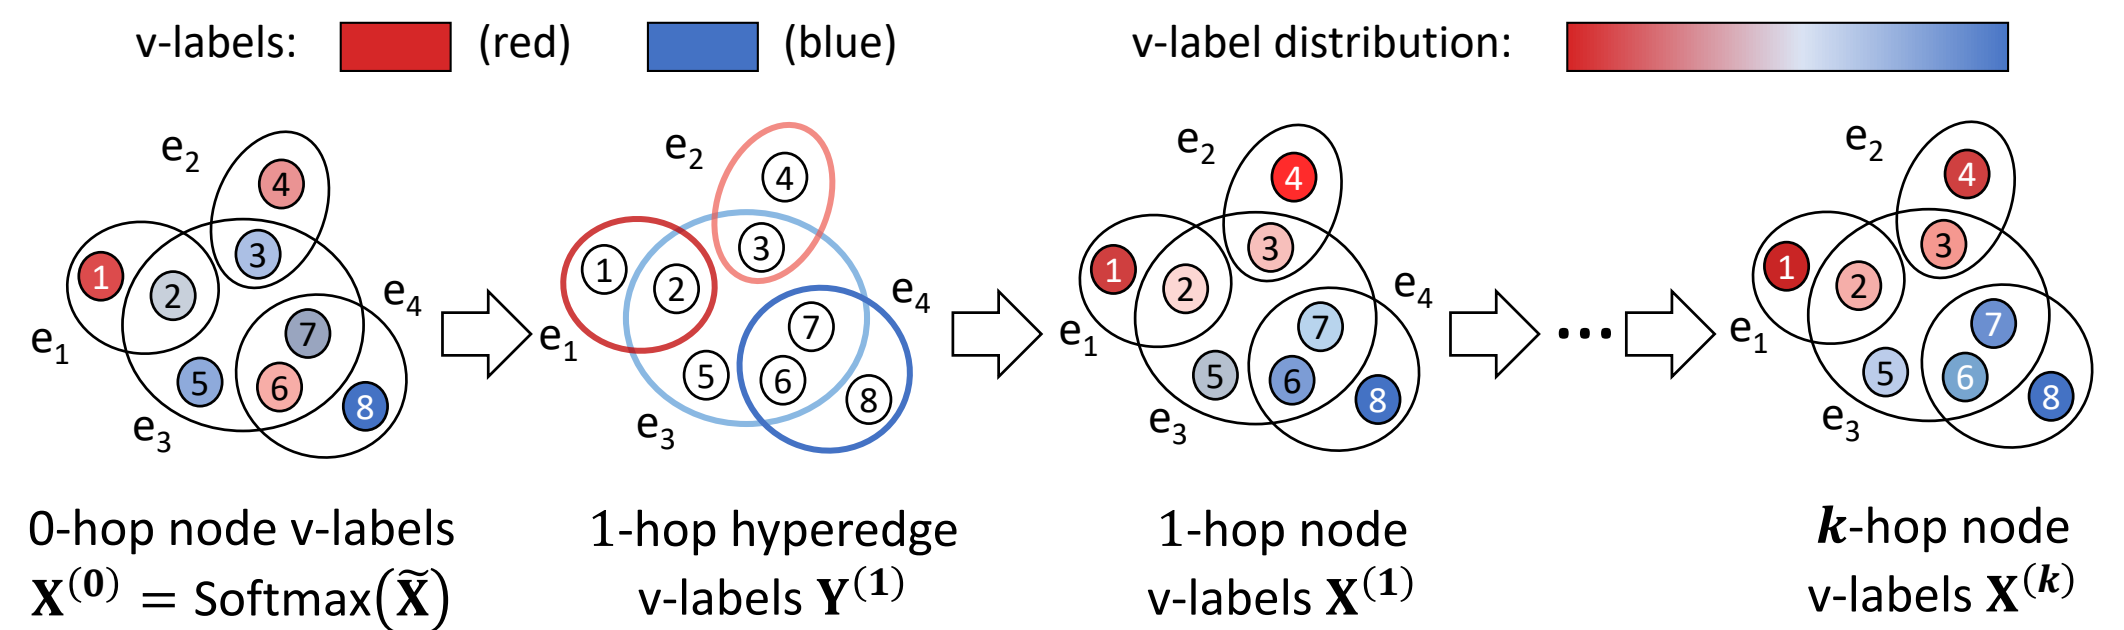 v-labels: (red) (blue) v-label distribution:
e₂ 4 3 1 2 7 5 6 8 e₁ e₃ e₄
e₂ 4 3 1 2 7 5 6 8 e₁ e₃ e₄
e₂ 4 3 1 2 7 5 6 8 e₁ e₃ e₄
...
e₂ 4 3 1 2 7 5 6 8 e₁ e₃
0-hop node v-labels
X⁽⁰⁾ = Softmax(X̃)
1-hop hyperedge
v-labels Y⁽¹⁾
1-hop node
v-labels X⁽¹⁾
k-hop node
v-labels X⁽ᵏ⁾